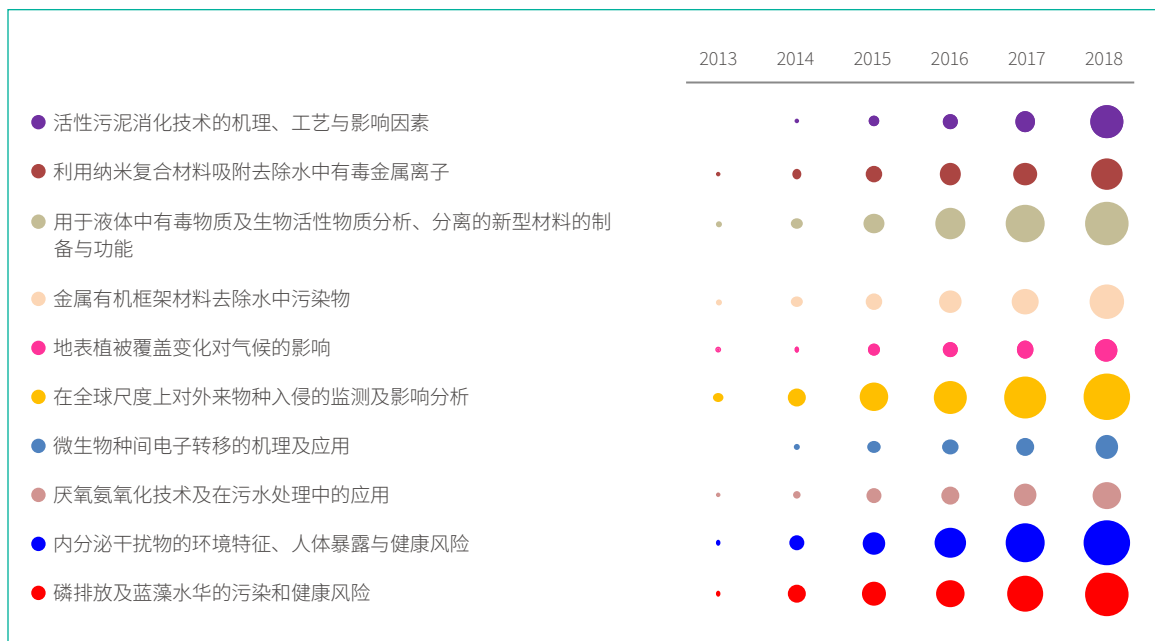 2013 2014 2015 2016 2017 2018
活性污泥消化技术的机理、工艺与影响因素
利用纳米复合材料吸附去除水中有毒金属离子
用于液体中有毒物质及生物活性物质分析、分离的新型材料的制
备与功能
金属有机框架材料去除水中污染物
地表植被覆盖变化对气候的影响
在全球尺度上对外来物种入侵的监测及影响分析
微生物种间电子转移的机理及应用
厌氧氨氧化技术及在污水处理中的应用
内分泌干扰物的环境特征、人体暴露与健康风险
磷排放及蓝藻水华的污染和健康风险